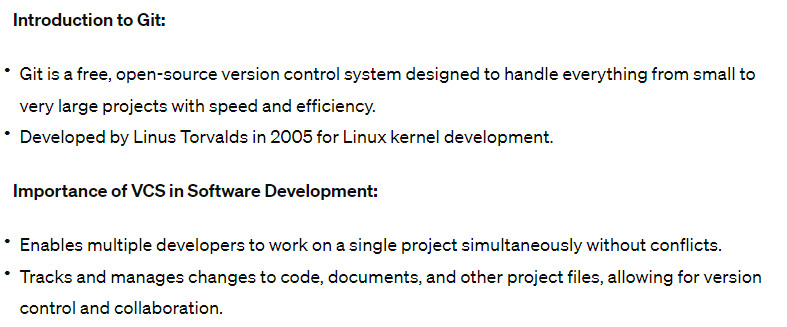 Introduction to Git:
• Git is a free, open-source version control system designed to handle everything from small to
very large projects with speed and efficiency.
• Developed by Linus Torvalds in 2005 for Linux kernel development.
Importance of VCS in Software Development:
• Enables multiple developers to work on a single project simultaneously without conflicts.
• Tracks and manages changes to code, documents, and other project files, allowing for version
control and collaboration.